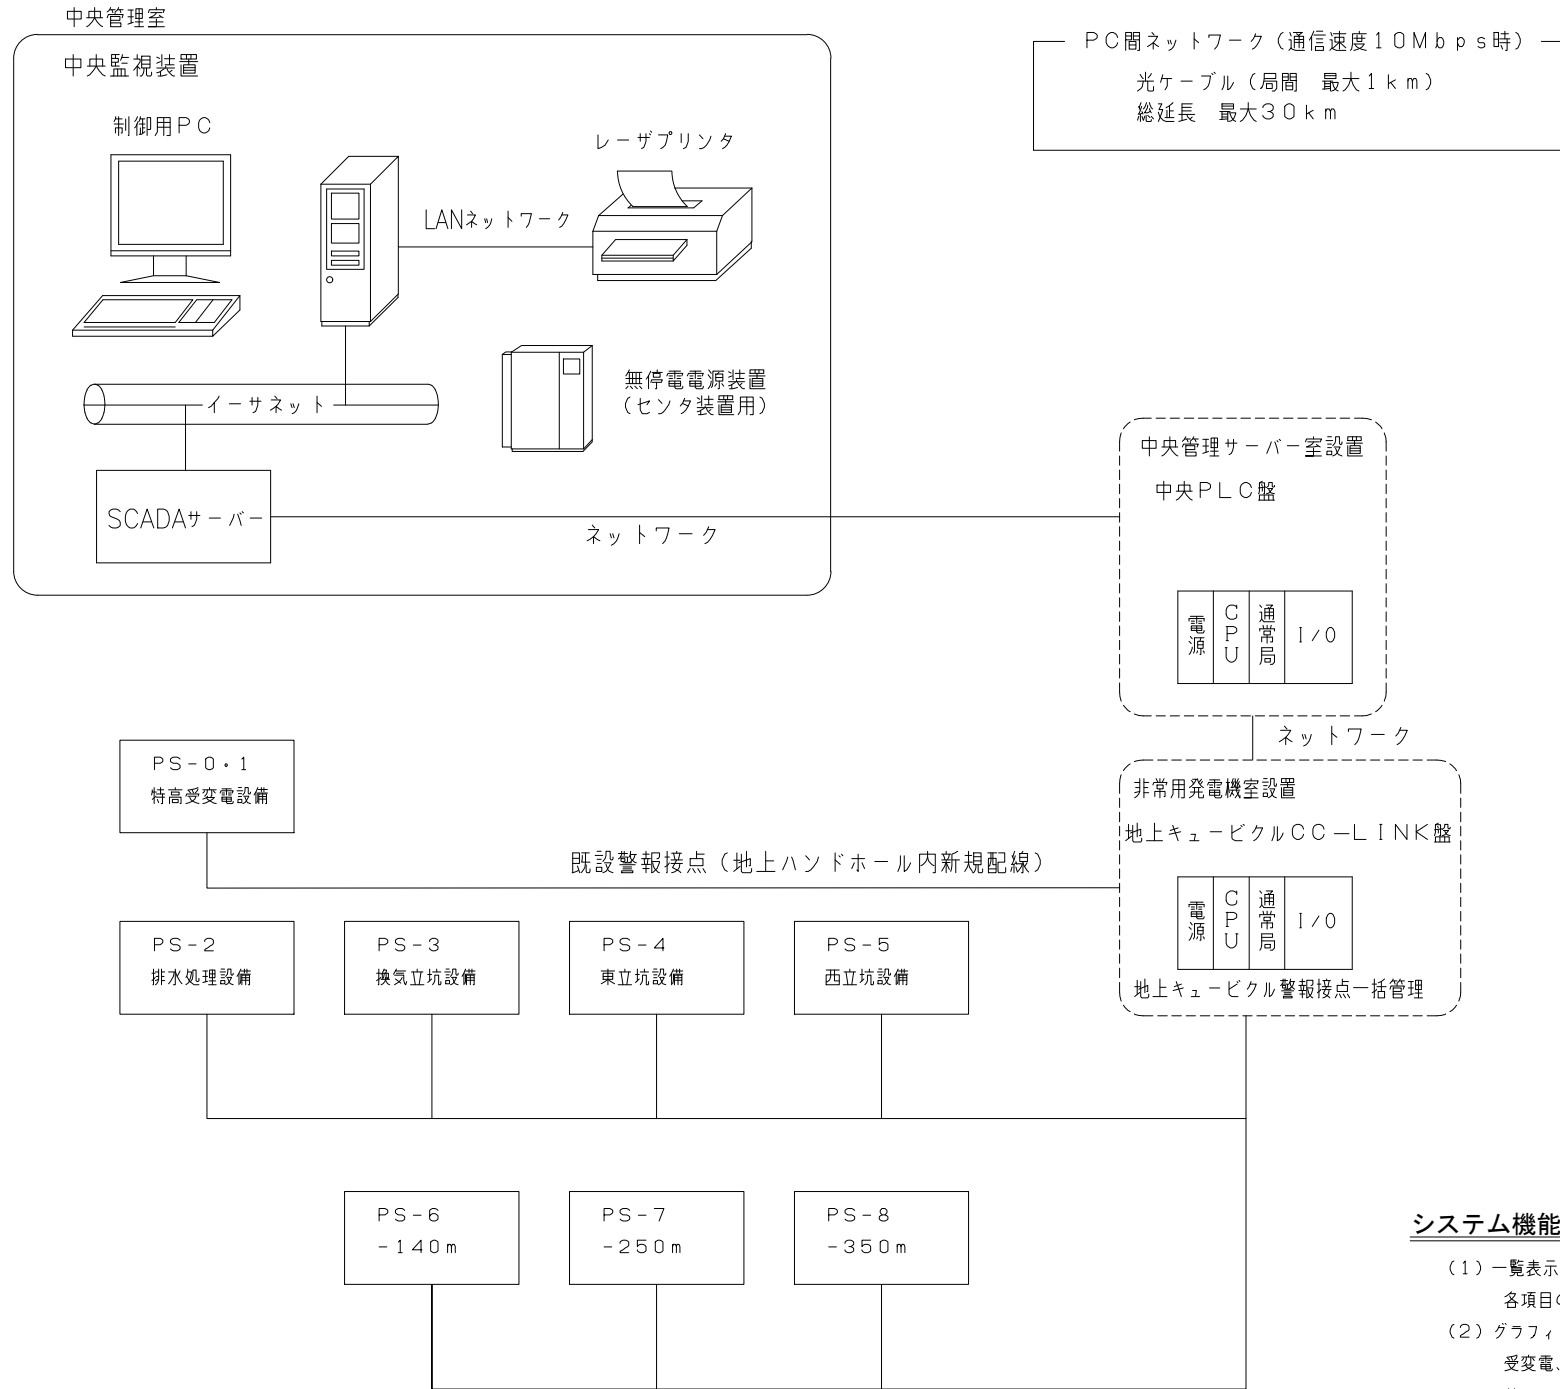 中央管理室
中央監視装置
制御用PC
レーザプリンタ
LANネットワーク
無停電電源装置
(センタ装置用)
イーサネット
SCADAサーバー
ネットワーク
PC間ネットワーク(通信速度10Mbps時)
光ケーブル(局間 最大1km)
総延長 最大30km
中央管理サーバー室設置
中央PLC盤
電源
CPU
通常局
I/O
ネットワーク
非常用発電機室設置
地上キュービクルCC-LINK盤
電源
CPU
通常局
I/O
地上キュービクル警報接点一括管理
PS-0・1
特高受変電設備
既設警報接点(地上ハンドホール内新規配線)
PS-2
排水処理設備
PS-3
換気立坑設備
PS-4
東立坑設備
PS-5
西立坑設備
PS-6
-140m
PS-7
-250m
PS-8
-350m
システム機能
(1)一覧表示
各項目
(2)グラフィ
受変電、